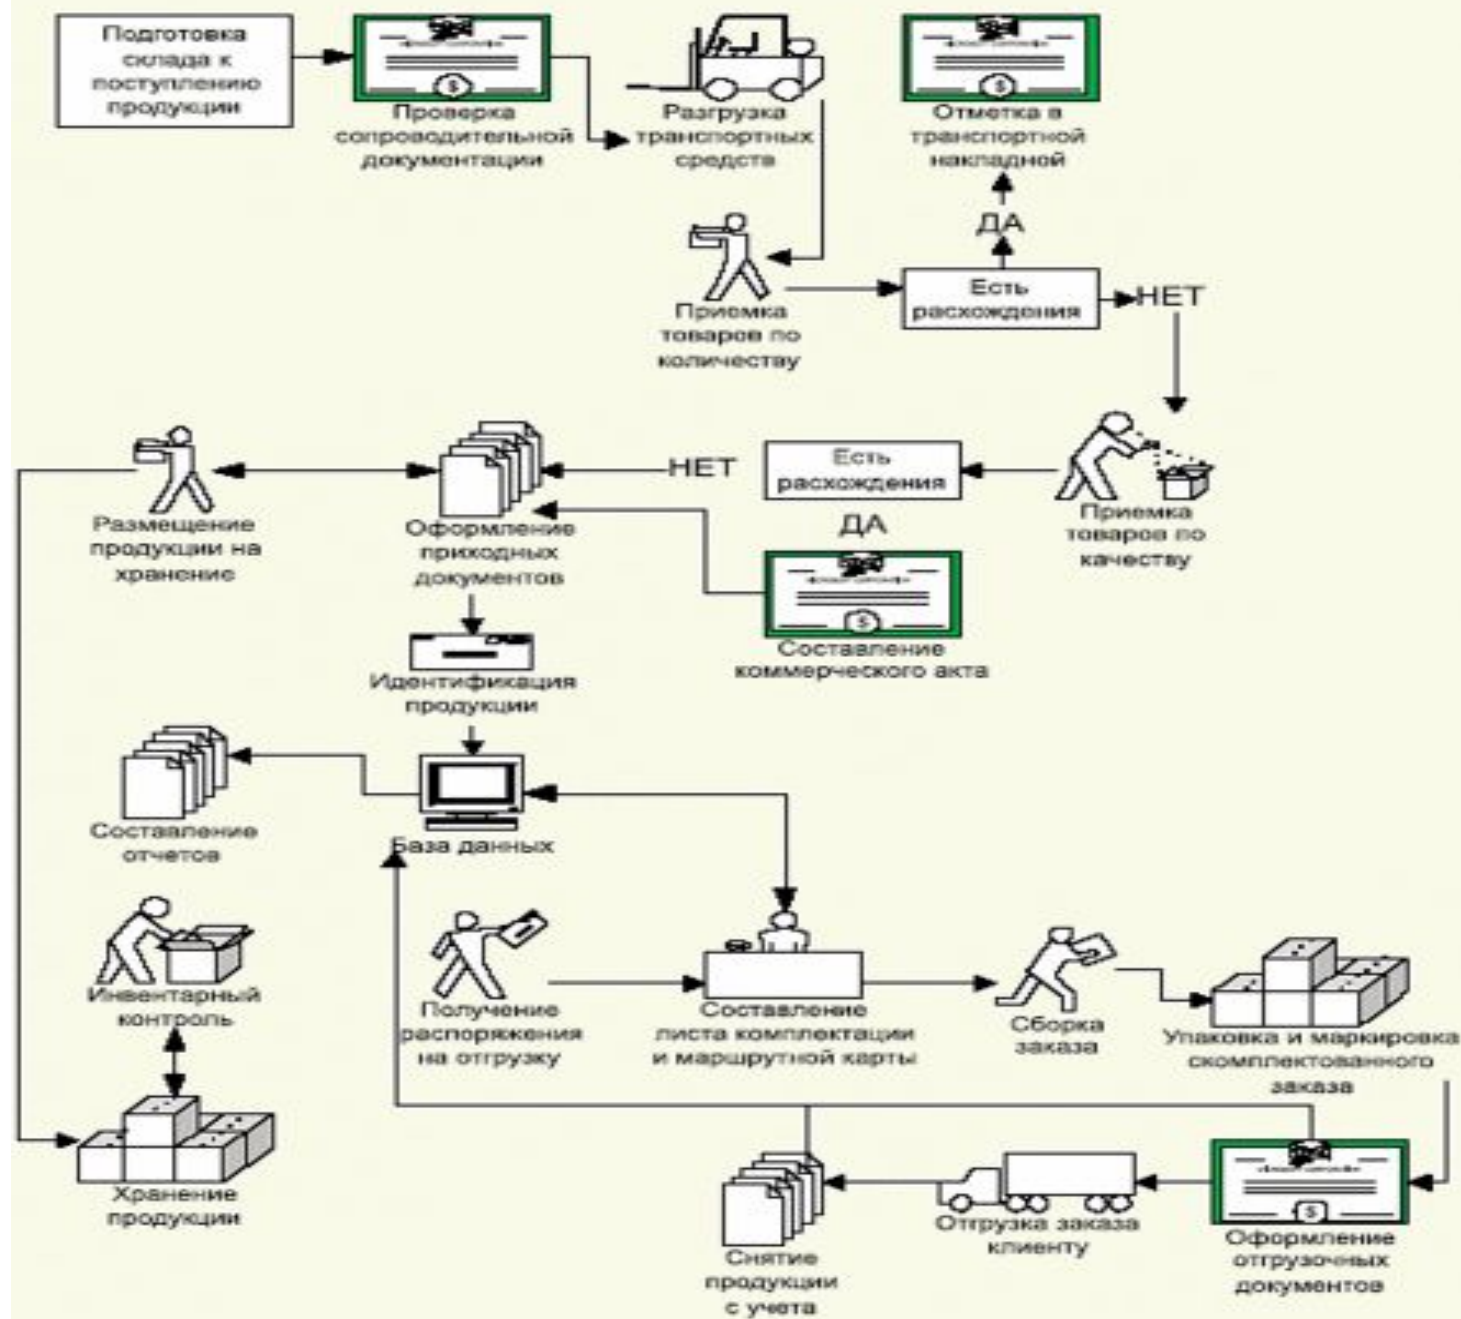 Подготовка
склада к
поступлению
продукции
Проверка
сопроводительной
документации
Разгрузка
транспортных
средств
Отметка в
транспортной
накладной
ДА
Есть
расхождения
НЕТ
Приемка
товаров по
количеству
Размещение
продукции на
хранение
Оформление
приходных
документов
НЕТ
Есть
расхождения
ДА
Приемка
товаров по
качеству
Составление
коммерческого акта
Идентификация
продукции
Составление
отчетов
База данных
Инвентарный
контроль
Получение
распоряжения
на отгрузку
Составление
листа комплектации
и маршрутной карты
Сборка
заказа
Упаковка и маркировка
скомплектованного
заказа
Хранение
продукции
Снятие
продукции
с учета
Отгрузка заказа
клиенту
Оформление
отгрузочных
документов